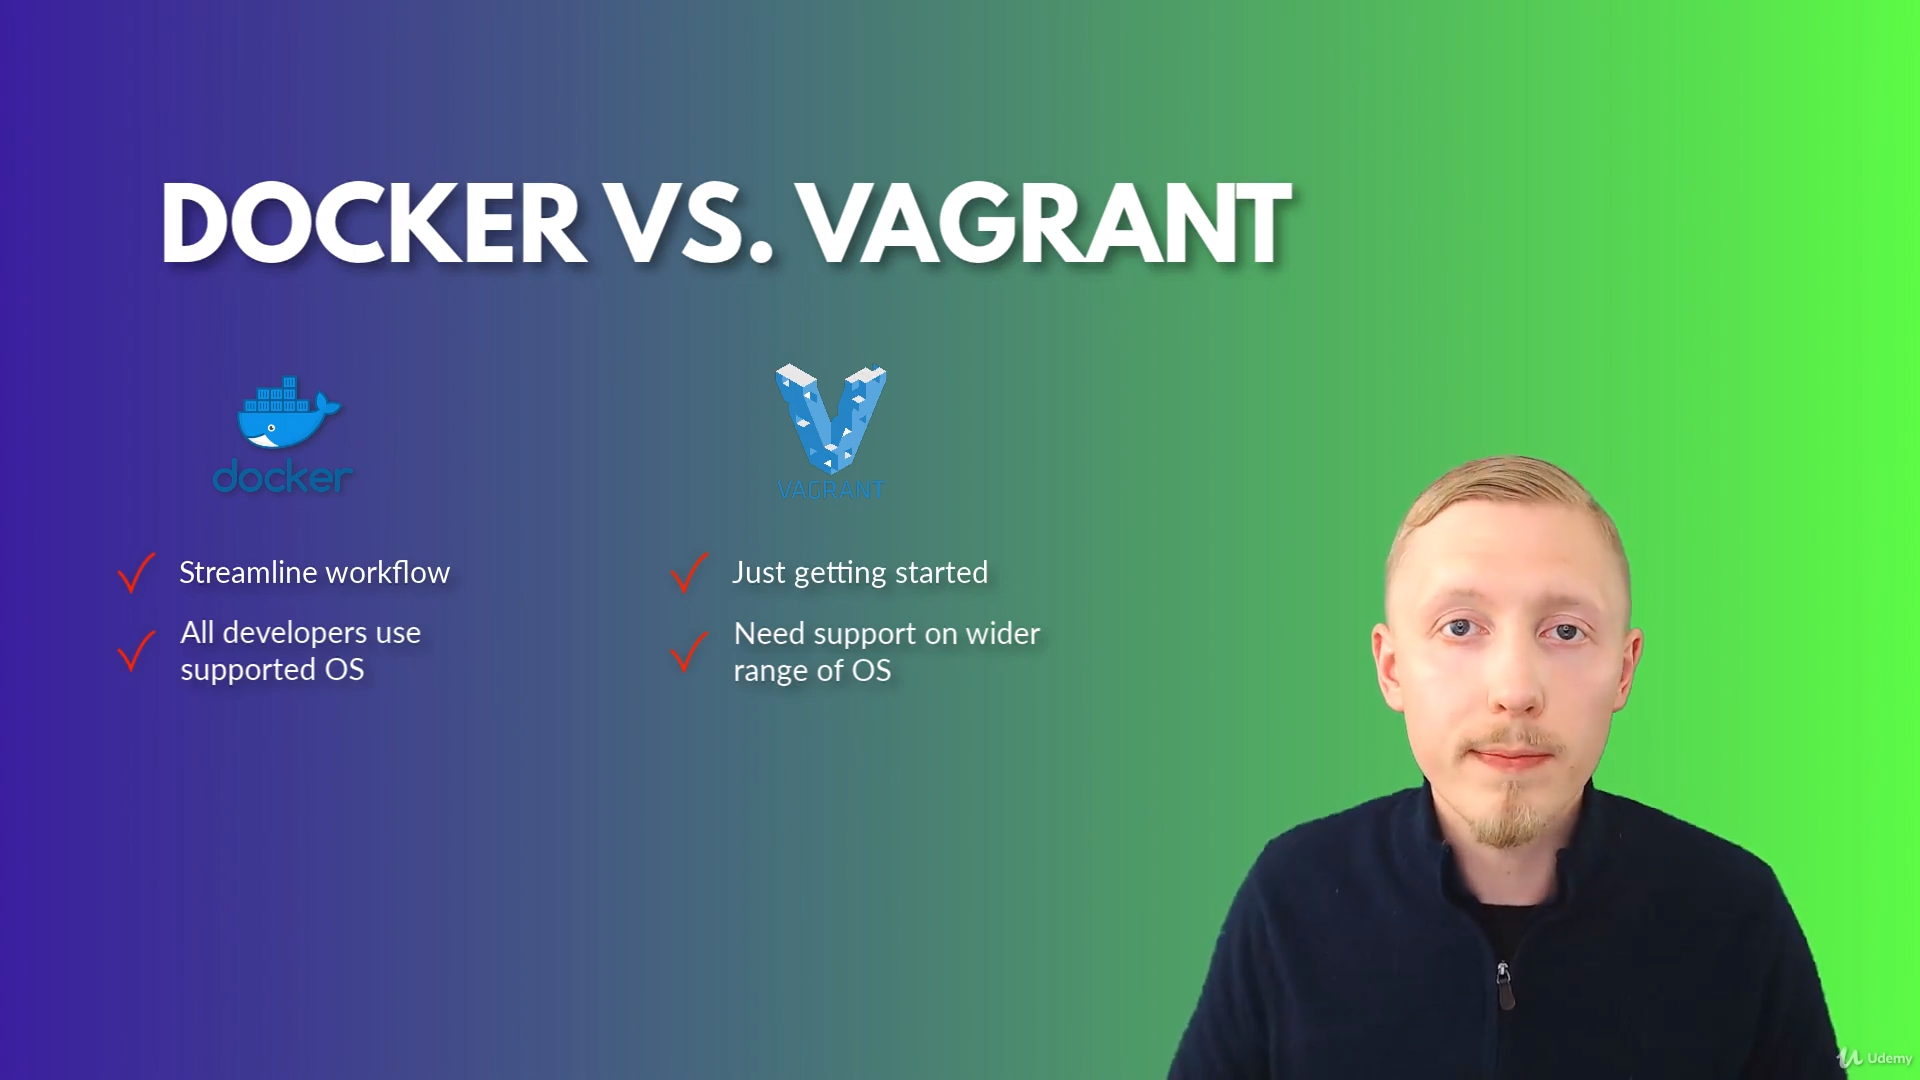 DOCKER VS. VAGRANT
docker
VAGRANT
Streamline workflow
All developers use
supported OS
Just getting started
Need support on wider
range of OS
Udemy